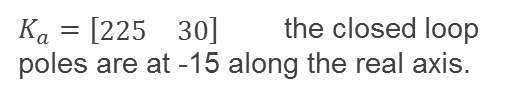 Kₐ = [225 30] the closed loop
poles are at -15 along the real axis.